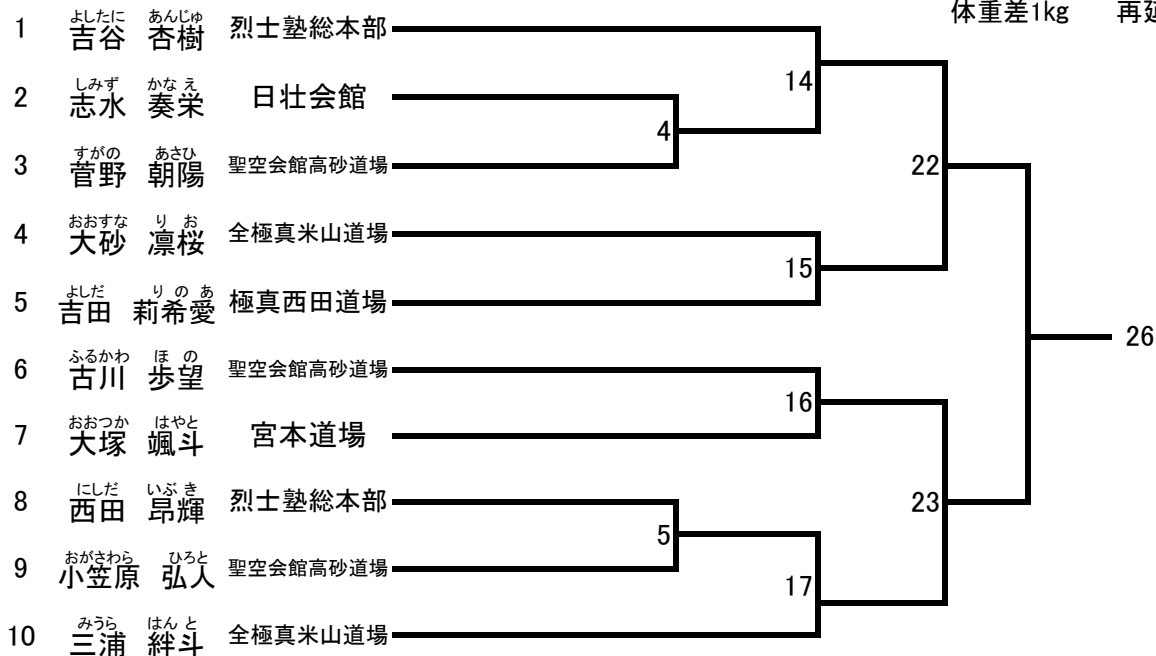 体重差1kg 再延
よしたに あんじゅ
1 吉谷 杏樹 烈士塾総本部
14
しみず かなえ
2 志水 奏栄 日壮会館
4
すがの あさひ
3 菅野 朝陽 聖空会館高砂道場
22
おおすな りお
4 大砂 凛桜 全極真米山道場
15
よしだ りのあ
5 吉田 莉希愛 極真西田道場
26
ふるかわ ほの
6 古川 歩望 聖空会館高砂道場
16
おおつか はやと
7 大塚 颯斗 宮本道場
にしだ いぶき
8 西田 昂輝 烈士塾総本部
23
5
おがさわら ひろと
9 小笠原 弘人 聖空会館高砂道場
17
みうら はんと
10 三浦 絆斗 全極真米山道場